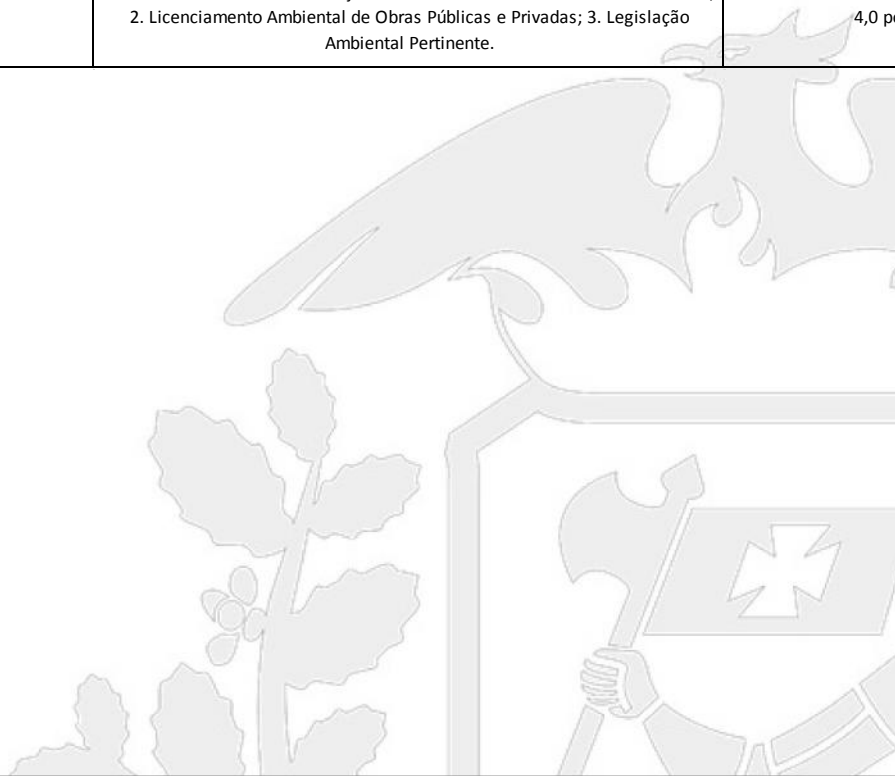 2. Licenciamento Ambiental de Obras Públicas e Privadas; 3. Legislação
Ambiental Pertinente.
4,0